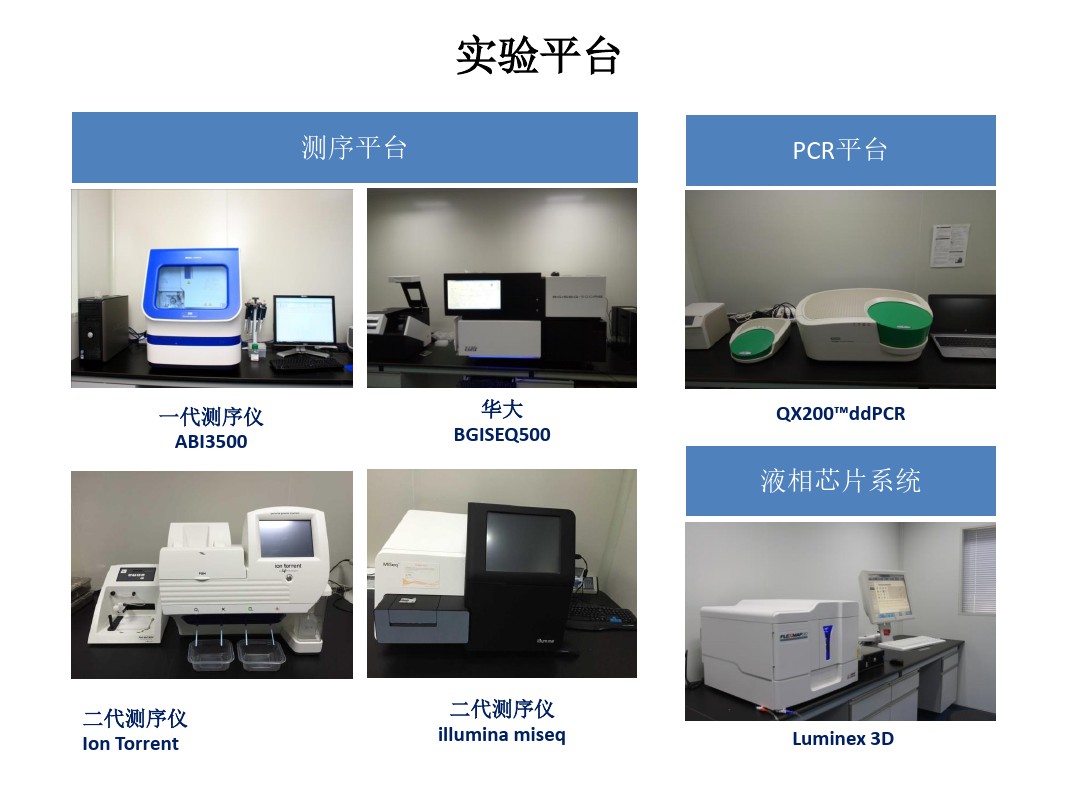 实验平台
测序平台
一代测序仪
ABI3500
华大
BGISEQ500
ion torrent
二代测序仪
Ion Torrent
MiSeq
illumina
二代测序仪
illumina miseq
PCR平台
QX200™ddPCR
液相芯片系统
Luminex 3D